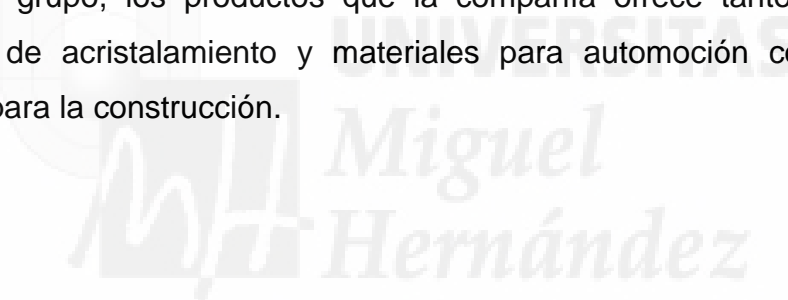 grupo, los productos que la compañía ofrece tanto
de acristalamiento y materiales para automoción
para la construcción.
UNIVERSITAS
Miguel
Hernández